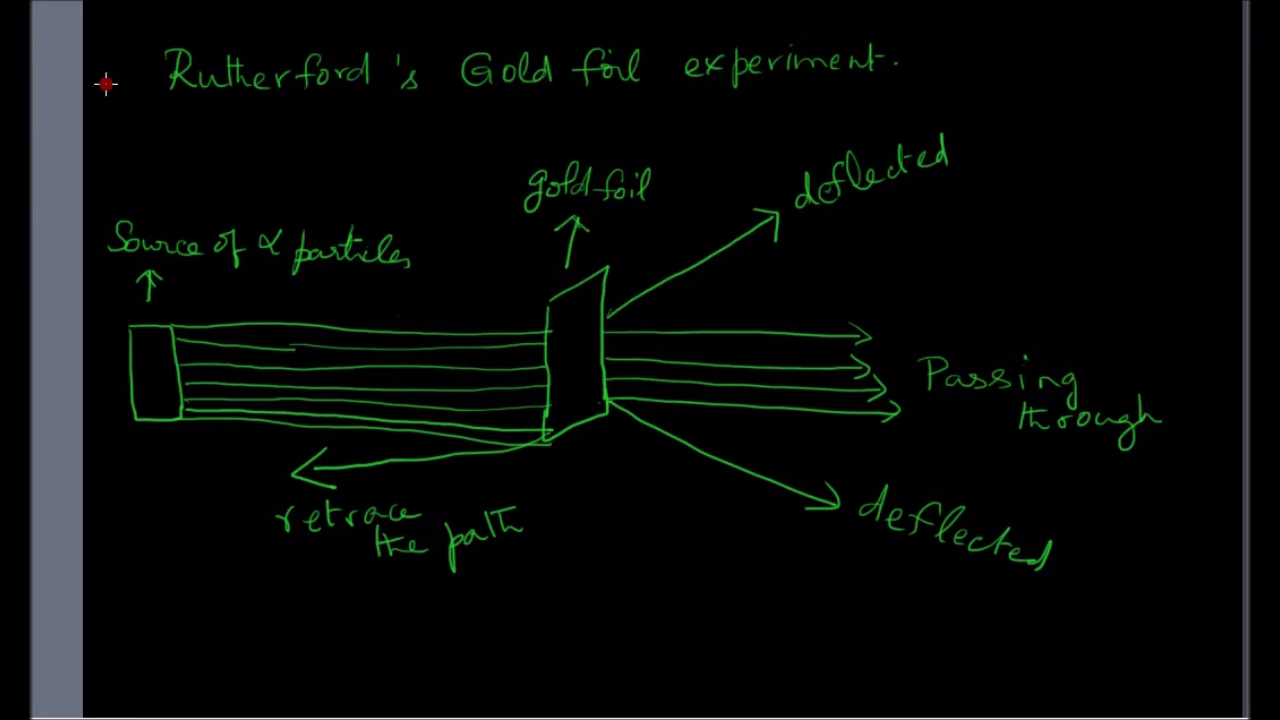 Rutherford's Gold foil experiment.
gold foil
deflected
Source of α particles
Passing
through
retrace
the path
deflected